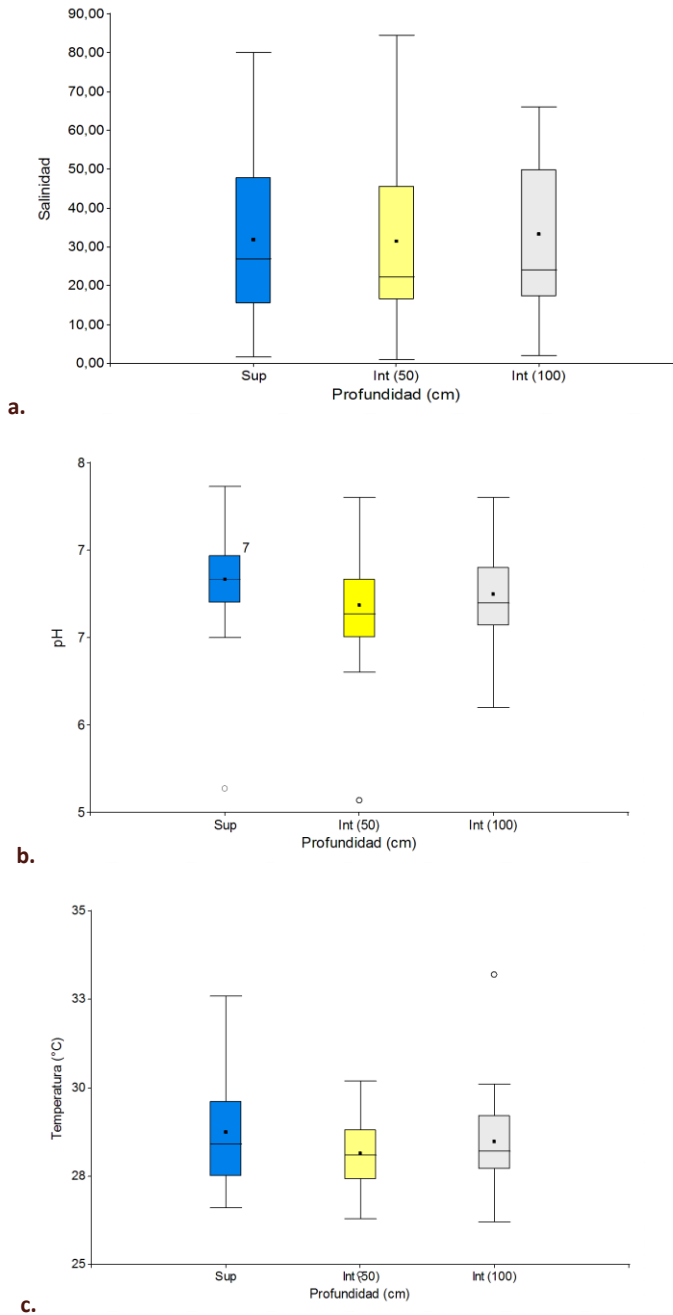 90,00
80,00
70,00
60,00
50,00
40,00
30,00
20,00
10,00
0,00
Salinidad
Sup Int (50) Int (100)
Profundidad (cm)
a.
8
7
7
7
6
5
pH
Sup Int (50) Int (100)
Profundidad (cm)
b.
35
33
30
28
25
Temperatura (°C)
Sup Int (50) Int (100)
Profundidad (cm)
c.